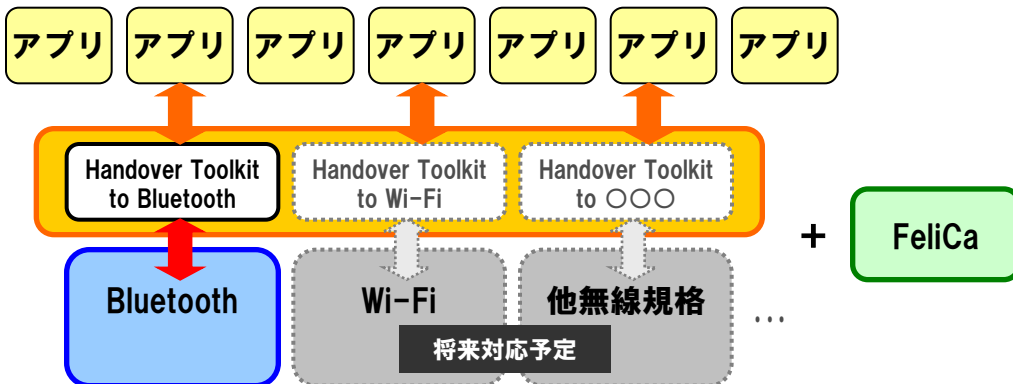 アプリ アプリ アプリ アプリ アプリ アプリ アプリ
Handover Toolkit
to Bluetooth
Handover Toolkit
to Wi-Fi
Handover Toolkit
to ○○○
+
FeliCa
Bluetooth
Wi-Fi
他無線規格
...
将来対応予定